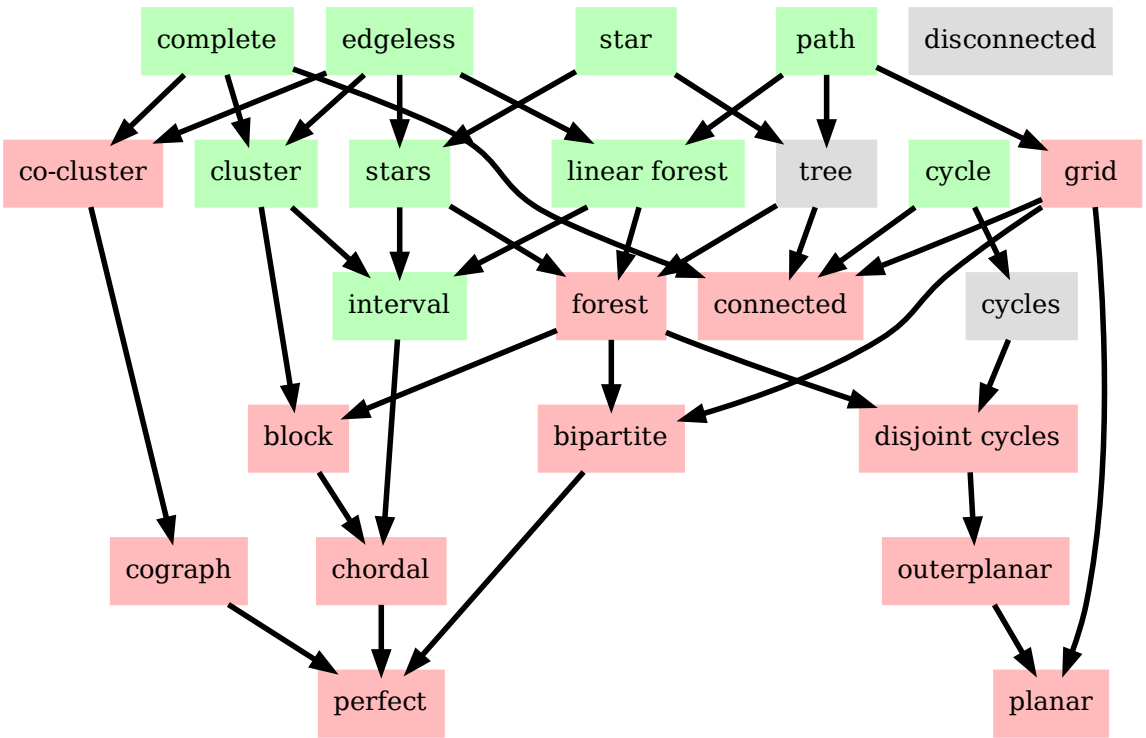 complete
edgeless
star
path
disconnected
co-cluster
cluster
stars
linear forest
tree
cycle
grid
interval
forest
connected
cycles
block
bipartite
disjoint cycles
cograph
chordal
outerplanar
perfect
planar